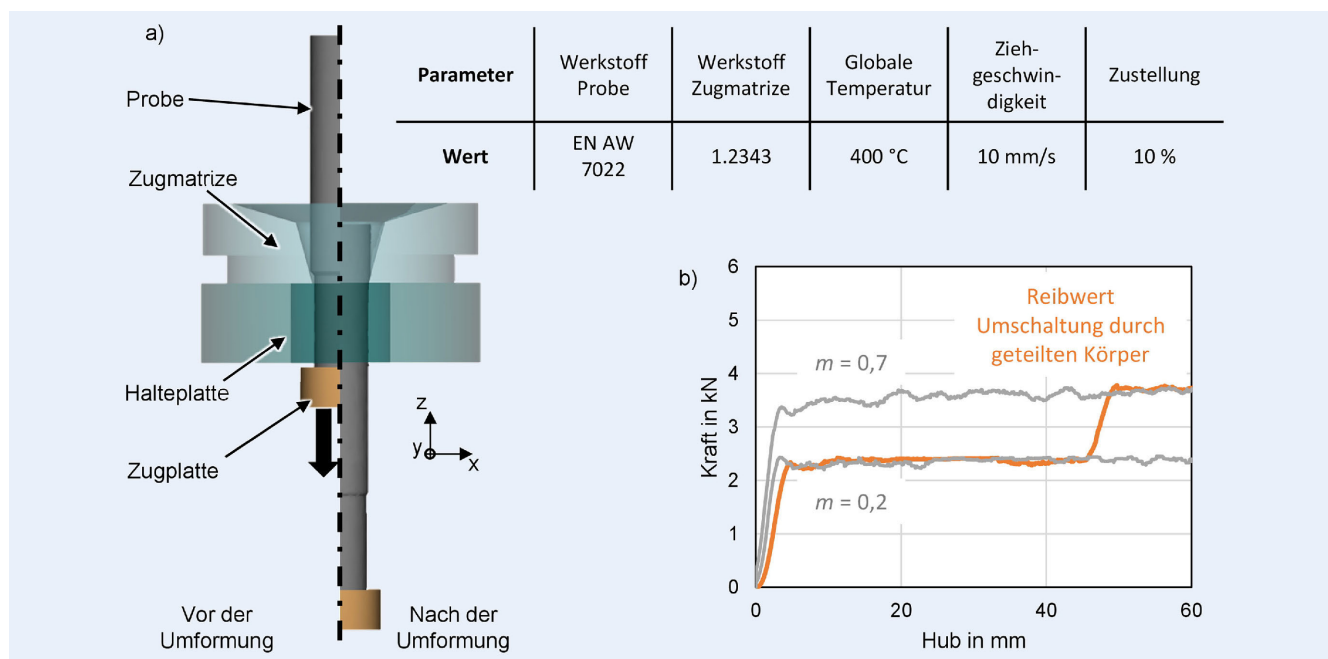 a)
Probe
Zugmatrize
Halteplatte
Zugplatte
z
y
x
Vor der
Umformung
Nach der
Umformung
Parameter
Werkstoff
Probe
Werkstoff
Zugmatrize
Globale
Temperatur
Zieh-
geschwin-
digkeit
Zustellung
Wert
EN AW
7022
1.2343
400 °C
10 mm/s
10 %
b)
Kraft in kN
6
5
4
3
2
1
0
Reibwert
Umschaltung durch
geteilten Körper
m = 0,7
m = 0,2
0
20
40
60
Hub in mm